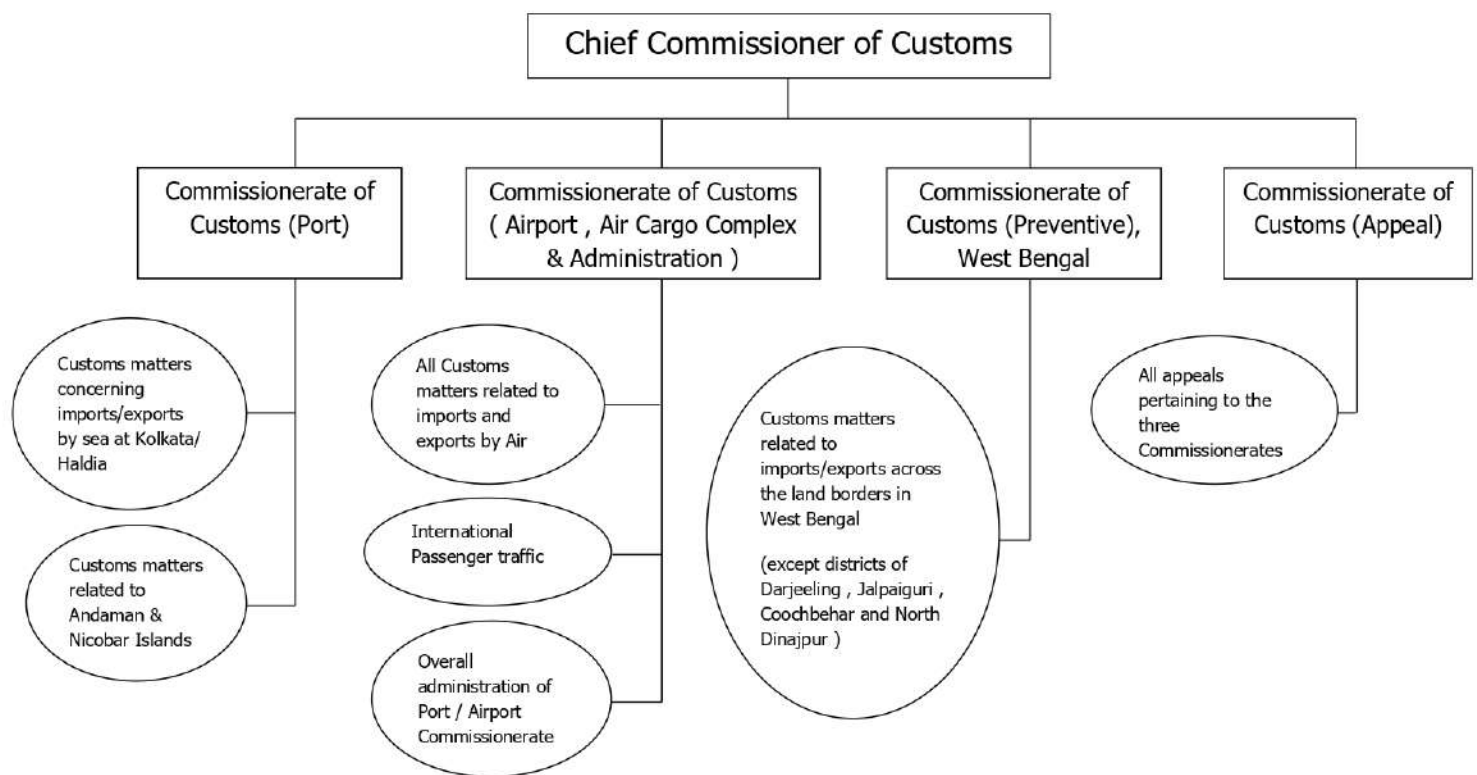 Chief Commissioner of Customs
Commissionerate of
Customs (Port)
Commissionerate of Customs
( Airport , Air Cargo Complex
& Administration )
Commissionerate of
Customs (Preventive),
West Bengal
Commissionerate of
Customs (Appeal)
Customs matters
concerning
imports/exports
by sea at Kolkata/
Haldia
Customs matters
related to
Andaman &
Nicobar Islands
All Customs
matters related to
imports and
exports by Air
International
Passenger traffic
Overall
administration of
Port / Airport
Commissionerate
Customs matters
related to
imports/exports across
the land borders in
West Bengal
(except districts of
Darjeeling , Jalpaiguri ,
Coochbehar and North
Dinajpur )
All appeals
pertaining to the
three
Commissionerates